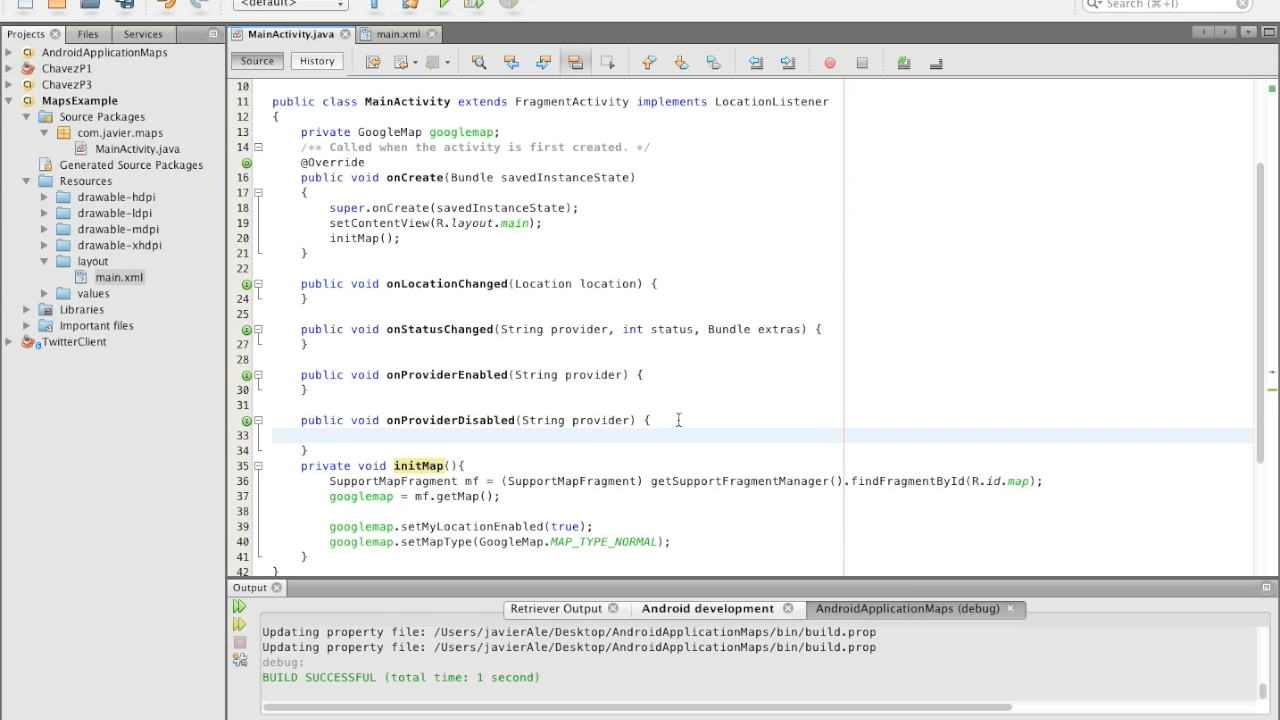 <default>
Search (⌘+I)
Projects
Files
Services
MainActivity.java
main.xml
Source
History
AndroidApplicationMaps
ChavezP1
ChavezP3
MapsExample
Source Packages
com.javier.maps
MainActivity.java
Generated Source Packages
Resources
drawable-hdpi
drawable-ldpi
drawable-mdpi
drawable-xhdpi
layout
main.xml
values
Libraries
Important files
TwitterClient
10
11 public class MainActivity extends FragmentActivity implements LocationListener
12 {
13 private GoogleMap googlemap;
14 /** Called when the activity is first created. */
@Override
16 public void onCreate(Bundle savedInstanceState)
17 {
18 super.onCreate(savedInstanceState);
19 setContentView(R.layout.main);
20 initMap();
21 }
22
public void onLocationChanged(Location location) {
24 }
25
public void onStatusChanged(String provider, int status, Bundle extras) {
27 }
28
public void onProviderEnabled(String provider) {
30 }
31
public void onProviderDisabled(String provider) {
33
34 }
35 private void initMap(){
36 SupportMapFragment mf = (SupportMapFragment) getSupportFragmentManager().findFragmentById(R.id.map);
37 googlemap = mf.getMap();
38
39 googlemap.setMyLocationEnabled(true);
40 googlemap.setMapType(GoogleMap.MAP_TYPE_NORMAL);
41 }
42 }
Output
Retriever Output
Android development
AndroidApplicationMaps (debug)
Updating property file: /Users/javierAle/Desktop/AndroidApplicationMaps/bin/build.prop
Updating property file: /Users/javierAle/Desktop/AndroidApplicationMaps/bin/build.prop
debug:
BUILD SUCCESSFUL (total time: 1 second)